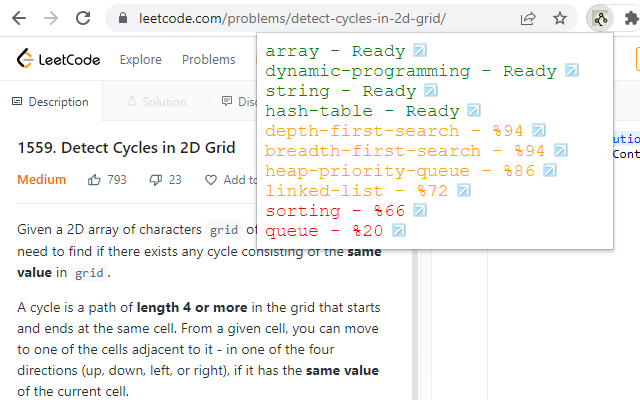 leetcode.com/problems/detect-cycles-in-2d-grid/
LeetCode
Explore
Problems
array - Ready
dynamic-programming - Ready
string - Ready
hash-table - Ready
depth-first-search - %94
breadth-first-search - %94
heap-priority-queue - %86
linked-list - %72
sorting - %66
queue - %20
Description
Solution
Disc
1559. Detect Cycles in 2D Grid
Medium 793 23 Add to
Given a 2D array of characters grid of
need to find if there exists any cycle consisting of the same
value in grid.
A cycle is a path of length 4 or more in the grid that starts
and ends at the same cell. From a given cell, you can move
to one of the cells adjacent to it - in one of the four
directions (up, down, left, or right), if it has the same value
of the current cell.
utio
Cont